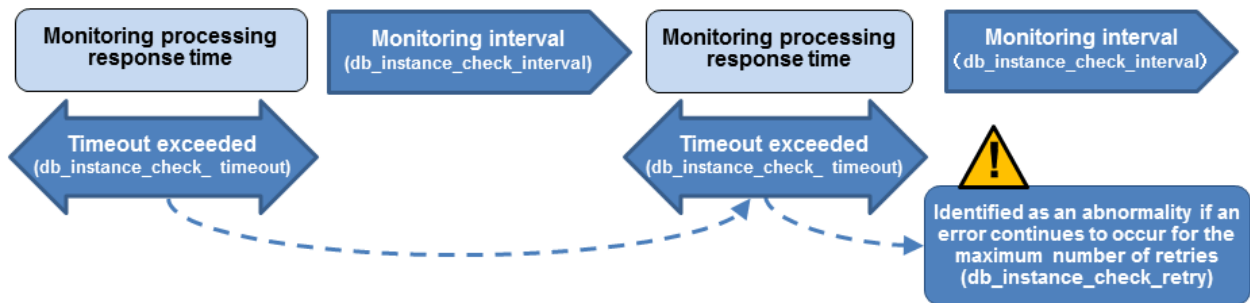 Monitoring processing
response time
Monitoring interval
(db_instance_check_interval)
Monitoring processing
response time
Monitoring interval
（db_instance_check_interval）
Timeout exceeded
(db_instance_check_ timeout)
Timeout exceeded
(db_instance_check_ timeout)
!
Identified as an abnormality if an
error continues to occur for the
maximum number of retries
(db_instance_check_retry)